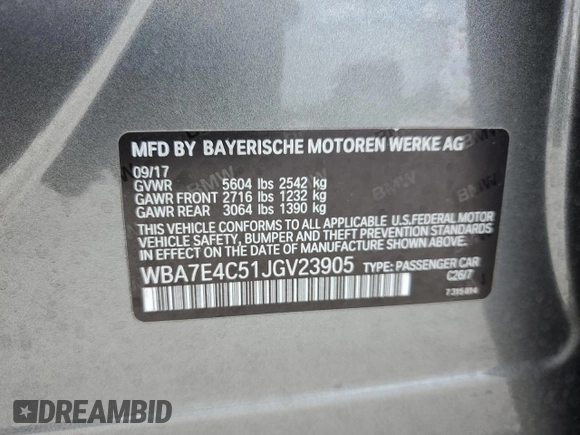 MFD BY BAYERISCHE MOTOREN WERKE AG
09/17
GVWR 5604 lbs 2542 kg
GAWR FRONT 2716 lbs 1232 kg
GAWR REAR 3064 lbs 1390 kg
THIS VEHICLE CONFORMS TO ALL APPLICABLE U.S.FEDERAL MOTOR
VEHICLE SAFETY, BUMPER AND THEFT PREVENTION STANDARDS
IN EFFECT ON THE DATE OF MANUFACTURE SHOWN ABOVE.
WBA7E4C51JGV23905 TYPE: PASSENGER CAR
C26/7
DREAMBID